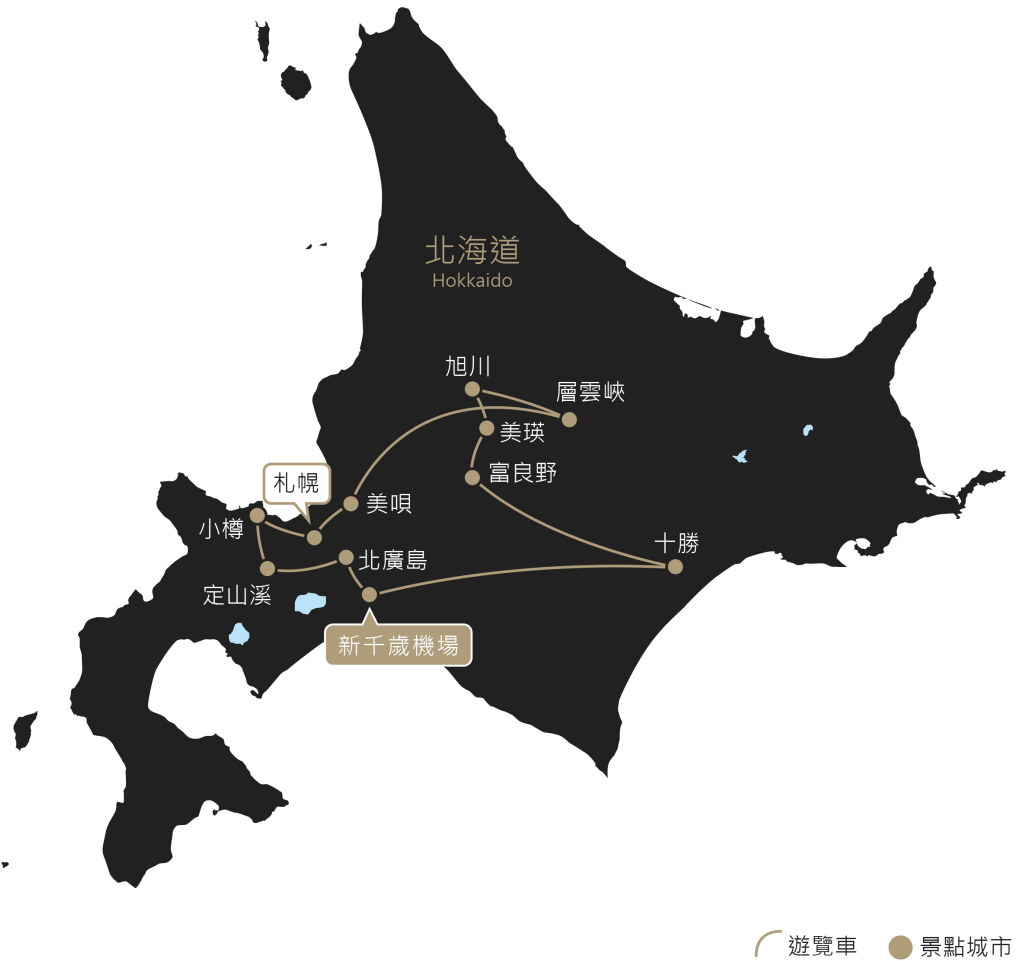 北海道
Hokkaido
旭川
層雲峽
美瑛
富良野
札幌
美唄
小樽
十勝
北廣島
定山溪
新千歲機場
遊覽車
景點城市